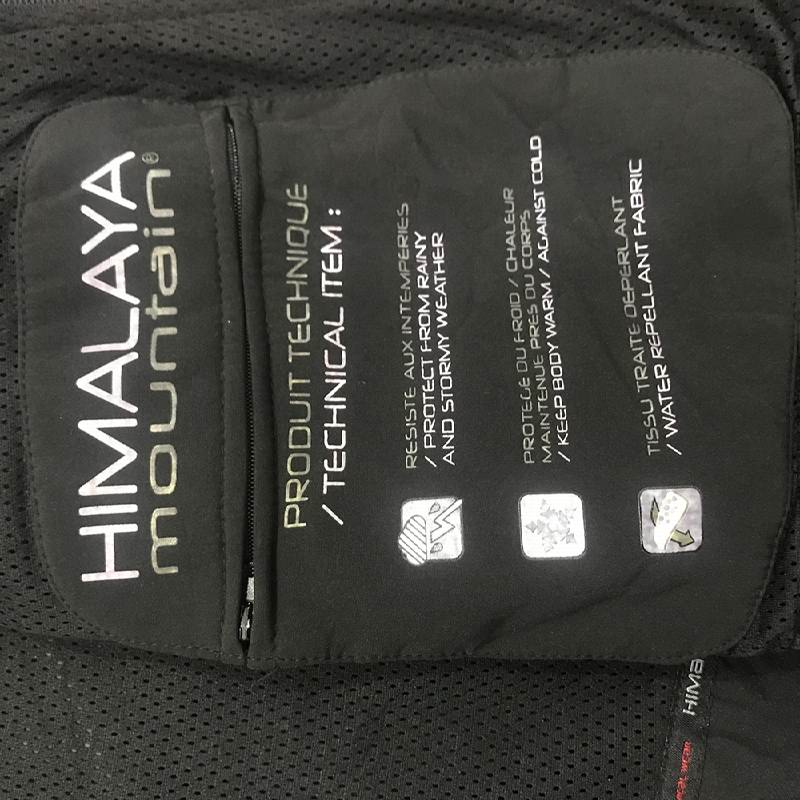 HIMALAYA
mountain®
PRODUIT TECHNIQUE
/ TECHNICAL ITEM :
RESISTE AUX INTEMPERIES
/ PROTECT FROM RAINY
AND STORMY WEATHER
PROTEGE DU FROID / CHALEUR
MAINTENUE PRES DU CORPS
/ KEEP BODY WARM / AGAINST COLD
TISSU TRAITE DEPERLANT
/ WATER REPELLANT FABRIC
HIMA
wear